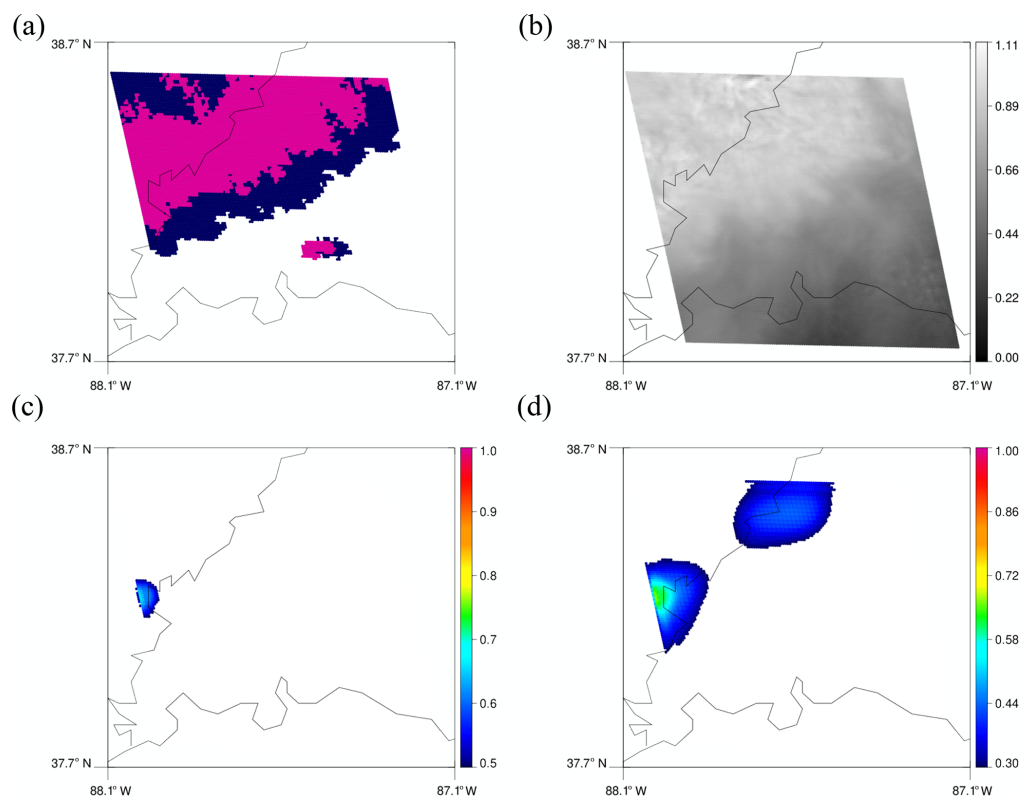 (a)
38.7° N
37.7° N
88.1° W
87.1° W
(b)
38.7° N
37.7° N
88.1° W
87.1° W
1.11
0.89
0.66
0.44
0.22
0.00
(c)
38.7° N
37.7° N
88.1° W
87.1° W
1.0
0.9
0.8
0.7
0.6
0.5
(d)
38.7° N
37.7° N
88.1° W
87.1° W
1.00
0.86
0.72
0.58
0.44
0.30